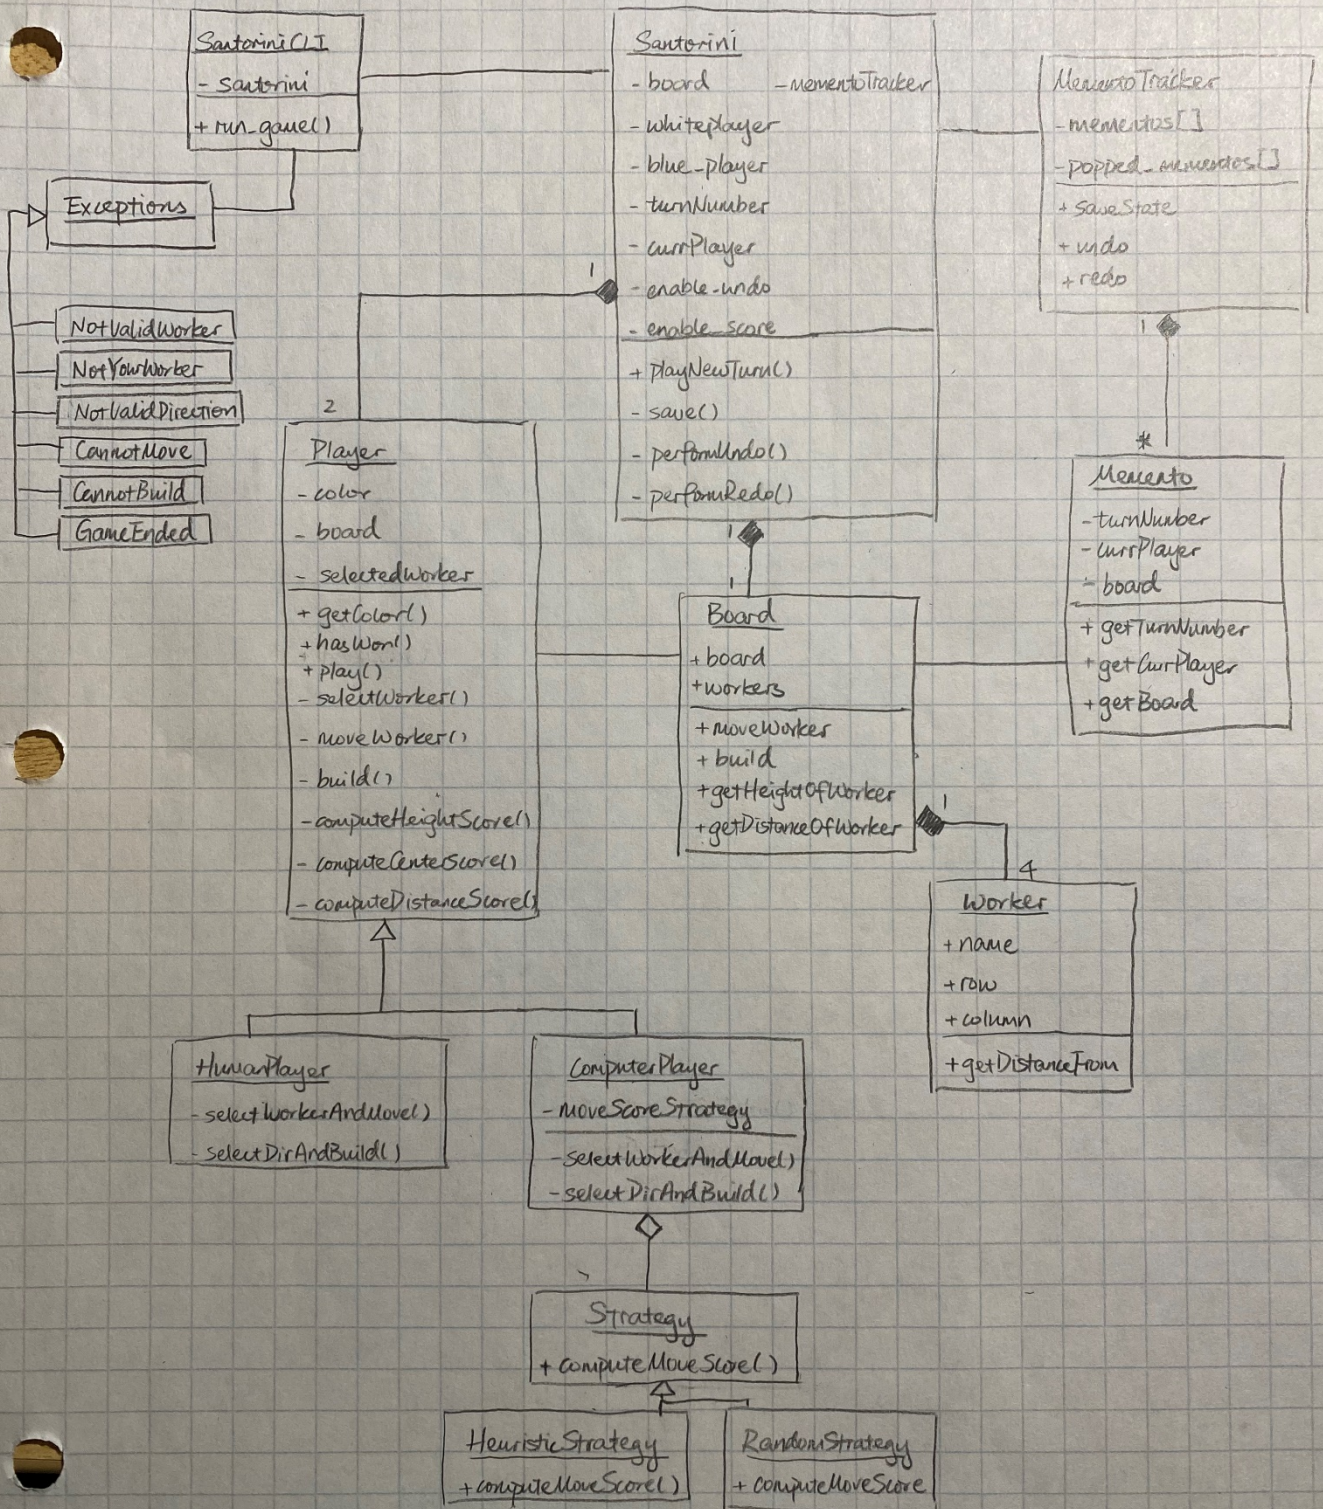 SantoriniCLI
- santorini
+ run_game()
Exceptions
NotValidWorker
NotYourWorker
NotValidDirection
CannotMove
CannotBuild
GameEnded
Santorini
- board - mementoTracker
- whiteplayer
- blue_player
- turnNumber
- currPlayer
- enable_undo
- enable_score
+ playNewTurn()
- save()
- performUndo()
- performRedo()
1
2
1
1
MementoTracker
- mementos[]
- popped_mementos[]
+ saveState
+ undo
+ redo
1
*
Memento
- turnNumber
- currPlayer
- board
+ getTurnNumber
+ getCurrPlayer
+ getBoard
Player
- color
- board
- selectedWorker
+ getColor()
+ hasWon()
+ play()
- selectWorker()
- moveWorker()
- build()
- computeHeightScore()
- computeCenterScore()
- computeDistanceScore()
Board
+ board
+ workers
+ moveWorker
+ build
+ getHeightOfWorker
+ getDistanceOfWorker
1
4
Worker
+ name
+ row
+ column
+ getDistanceFrom
HumanPlayer
- selectWorkerAndMove()
- selectDirAndBuild()
ComputerPlayer
- moveScoreStrategy
- selectWorkerAndMove()
- selectDirAndBuild()
Strategy
+ computeMoveScore()
HeuristicStrategy
+ computeMoveScore()
RandomStrategy
+ computeMoveScore